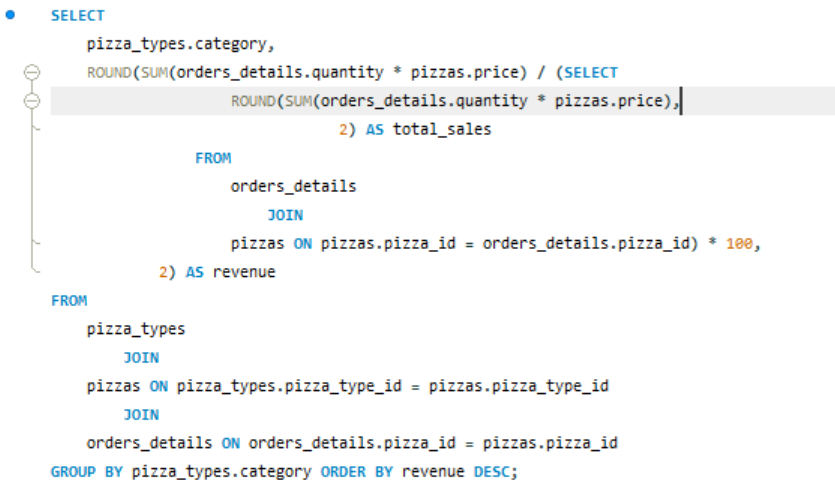 SELECT
pizza_types.category,
ROUND(SUM(orders_details.quantity * pizzas.price) / (SELECT
ROUND(SUM(orders_details.quantity * pizzas.price),
2) AS total_sales
FROM
orders_details
JOIN
pizzas ON pizzas.pizza_id = orders_details.pizza_id) * 100,
2) AS revenue
FROM
pizza_types
JOIN
pizzas ON pizza_types.pizza_type_id = pizzas.pizza_type_id
JOIN
orders_details ON orders_details.pizza_id = pizzas.pizza_id
GROUP BY pizza_types.category ORDER BY revenue DESC;